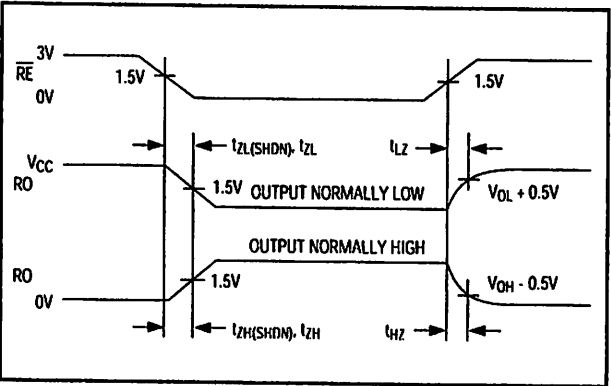 3V
RE
1.5V
1.5V
0V
tZL(SHDN), tZL
tLZ
VCC
RO
1.5V
OUTPUT NORMALLY LOW
VOL + 0.5V
OUTPUT NORMALLY HIGH
RO
1.5V
VOH - 0.5V
0V
tZH(SHDN), tZH
tHZ